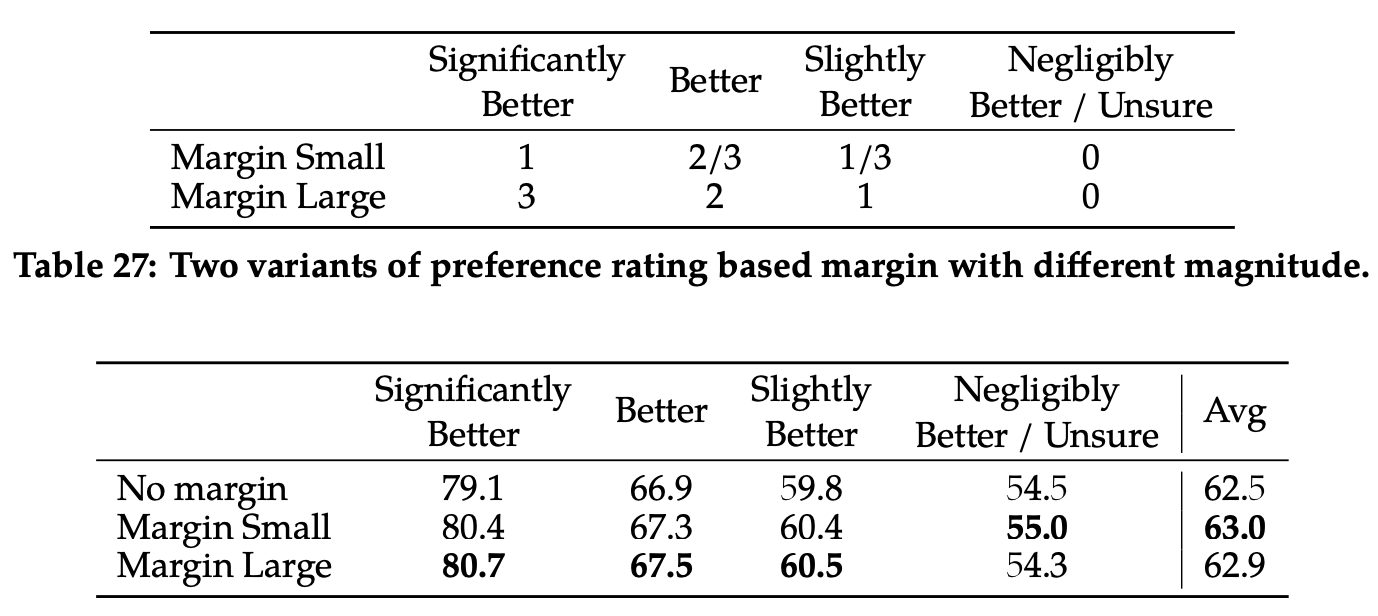 Significantly Better Better Slightly Better Negligibly Better / Unsure
Margin Small 1 2/3 1/3 0
Margin Large 3 2 1 0
Table 27: Two variants of preference rating based margin with different magnitude.
Significantly Better Better Slightly Better Negligibly Better / Unsure Avg
No margin 79.1 66.9 59.8 54.5 62.5
Margin Small 80.4 67.3 60.4 55.0 63.0
Margin Large 80.7 67.5 60.5 54.3 62.9